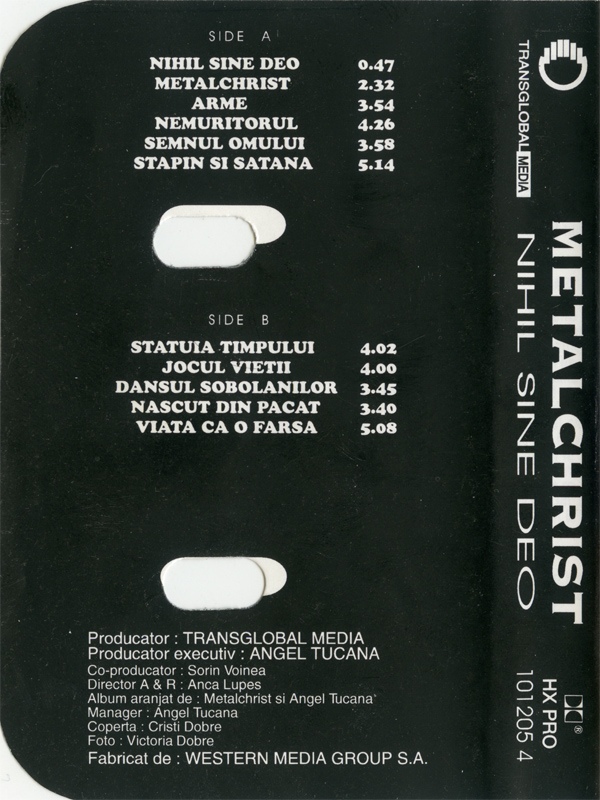 SIDE A
NIHIL SINE DEO 0.47
METALCHRIST 2.32
ARME 3.54
NEMURITORUL 4.26
SEMNUL OMULUI 3.58
STAPIN SI SATANA 5.14
SIDE B
STATUIA TIMPULUI 4.02
JOCUL VIETII 4.00
DANSUL SOBOLANILOR 3.45
NASCUT DIN PACAT 3.40
VIATA CA O FARSA 5.08
Producator : TRANSGLOBAL MEDIA
Producator executiv : ANGEL TUCANA
Co-producator : Sorin Voinea
Director A & R : Anca Lupes
Album aranjat de : Metalchrist si Angel Tucana
Manager : Angel Tucana
Coperta : Cristi Dobre
Foto : Victoria Dobre
Fabricat de : WESTERN MEDIA GROUP S.A.
TRANSGLOBAL MEDIA
METALCHRIST
NIHIL SINE DEO
®
HX PRO
101205 4